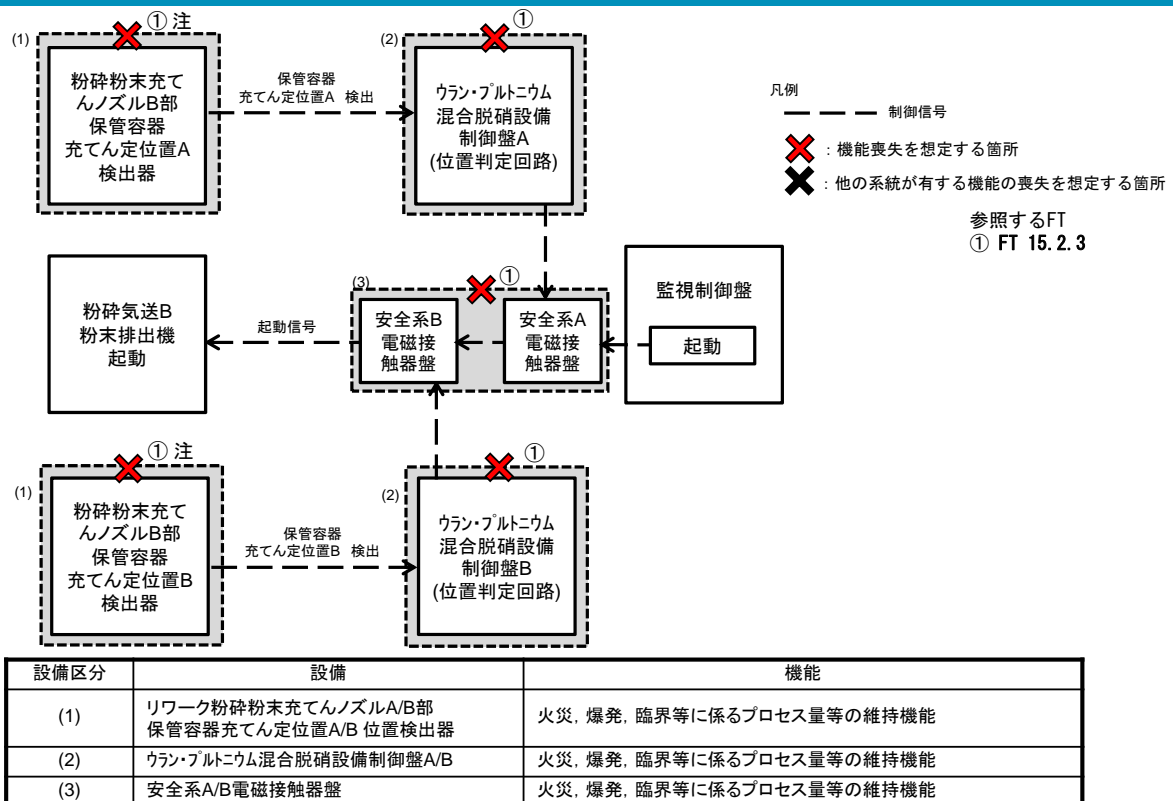 (1)
① 注
粉砕粉末充て
んノズルB部
保管容器
充てん定位置A
検出器
保管容器
充てん定位置A 検出
(2)
①
ウラン・プルトニウム
混合脱硝設備
制御盤A
(位置判定回路)
凡例
制御信号
：機能喪失を想定する箇所
：他の系統が有する機能の喪失を想定する箇所
参照するFT
① FT 15.2.3
粉砕気送B
粉末排出機
起動
起動信号
(3)
①
安全系B
電磁接
触器盤
安全系A
電磁接
触器盤
監視制御盤
起動
(1)
① 注
粉砕粉末充て
んノズルB部
保管容器
充てん定位置B
検出器
保管容器
充てん定位置B 検出
(2)
①
ウラン・プルトニウム
混合脱硝設備
制御盤B
(位置判定回路)
設備区分 設備 機能
(1) リワーク粉砕粉末充てんノズルA/B部
保管容器充てん定位置A/B 位置検出器 火災，爆発，臨界等に係るプロセス量等の維持機能
(2) ウラン・プルトニウム混合脱硝設備制御盤A/B 火災，爆発，臨界等に係るプロセス量等の維持機能
(3) 安全系A/B電磁接触器盤 火災，爆発，臨界等に係るプロセス量等の維持機能